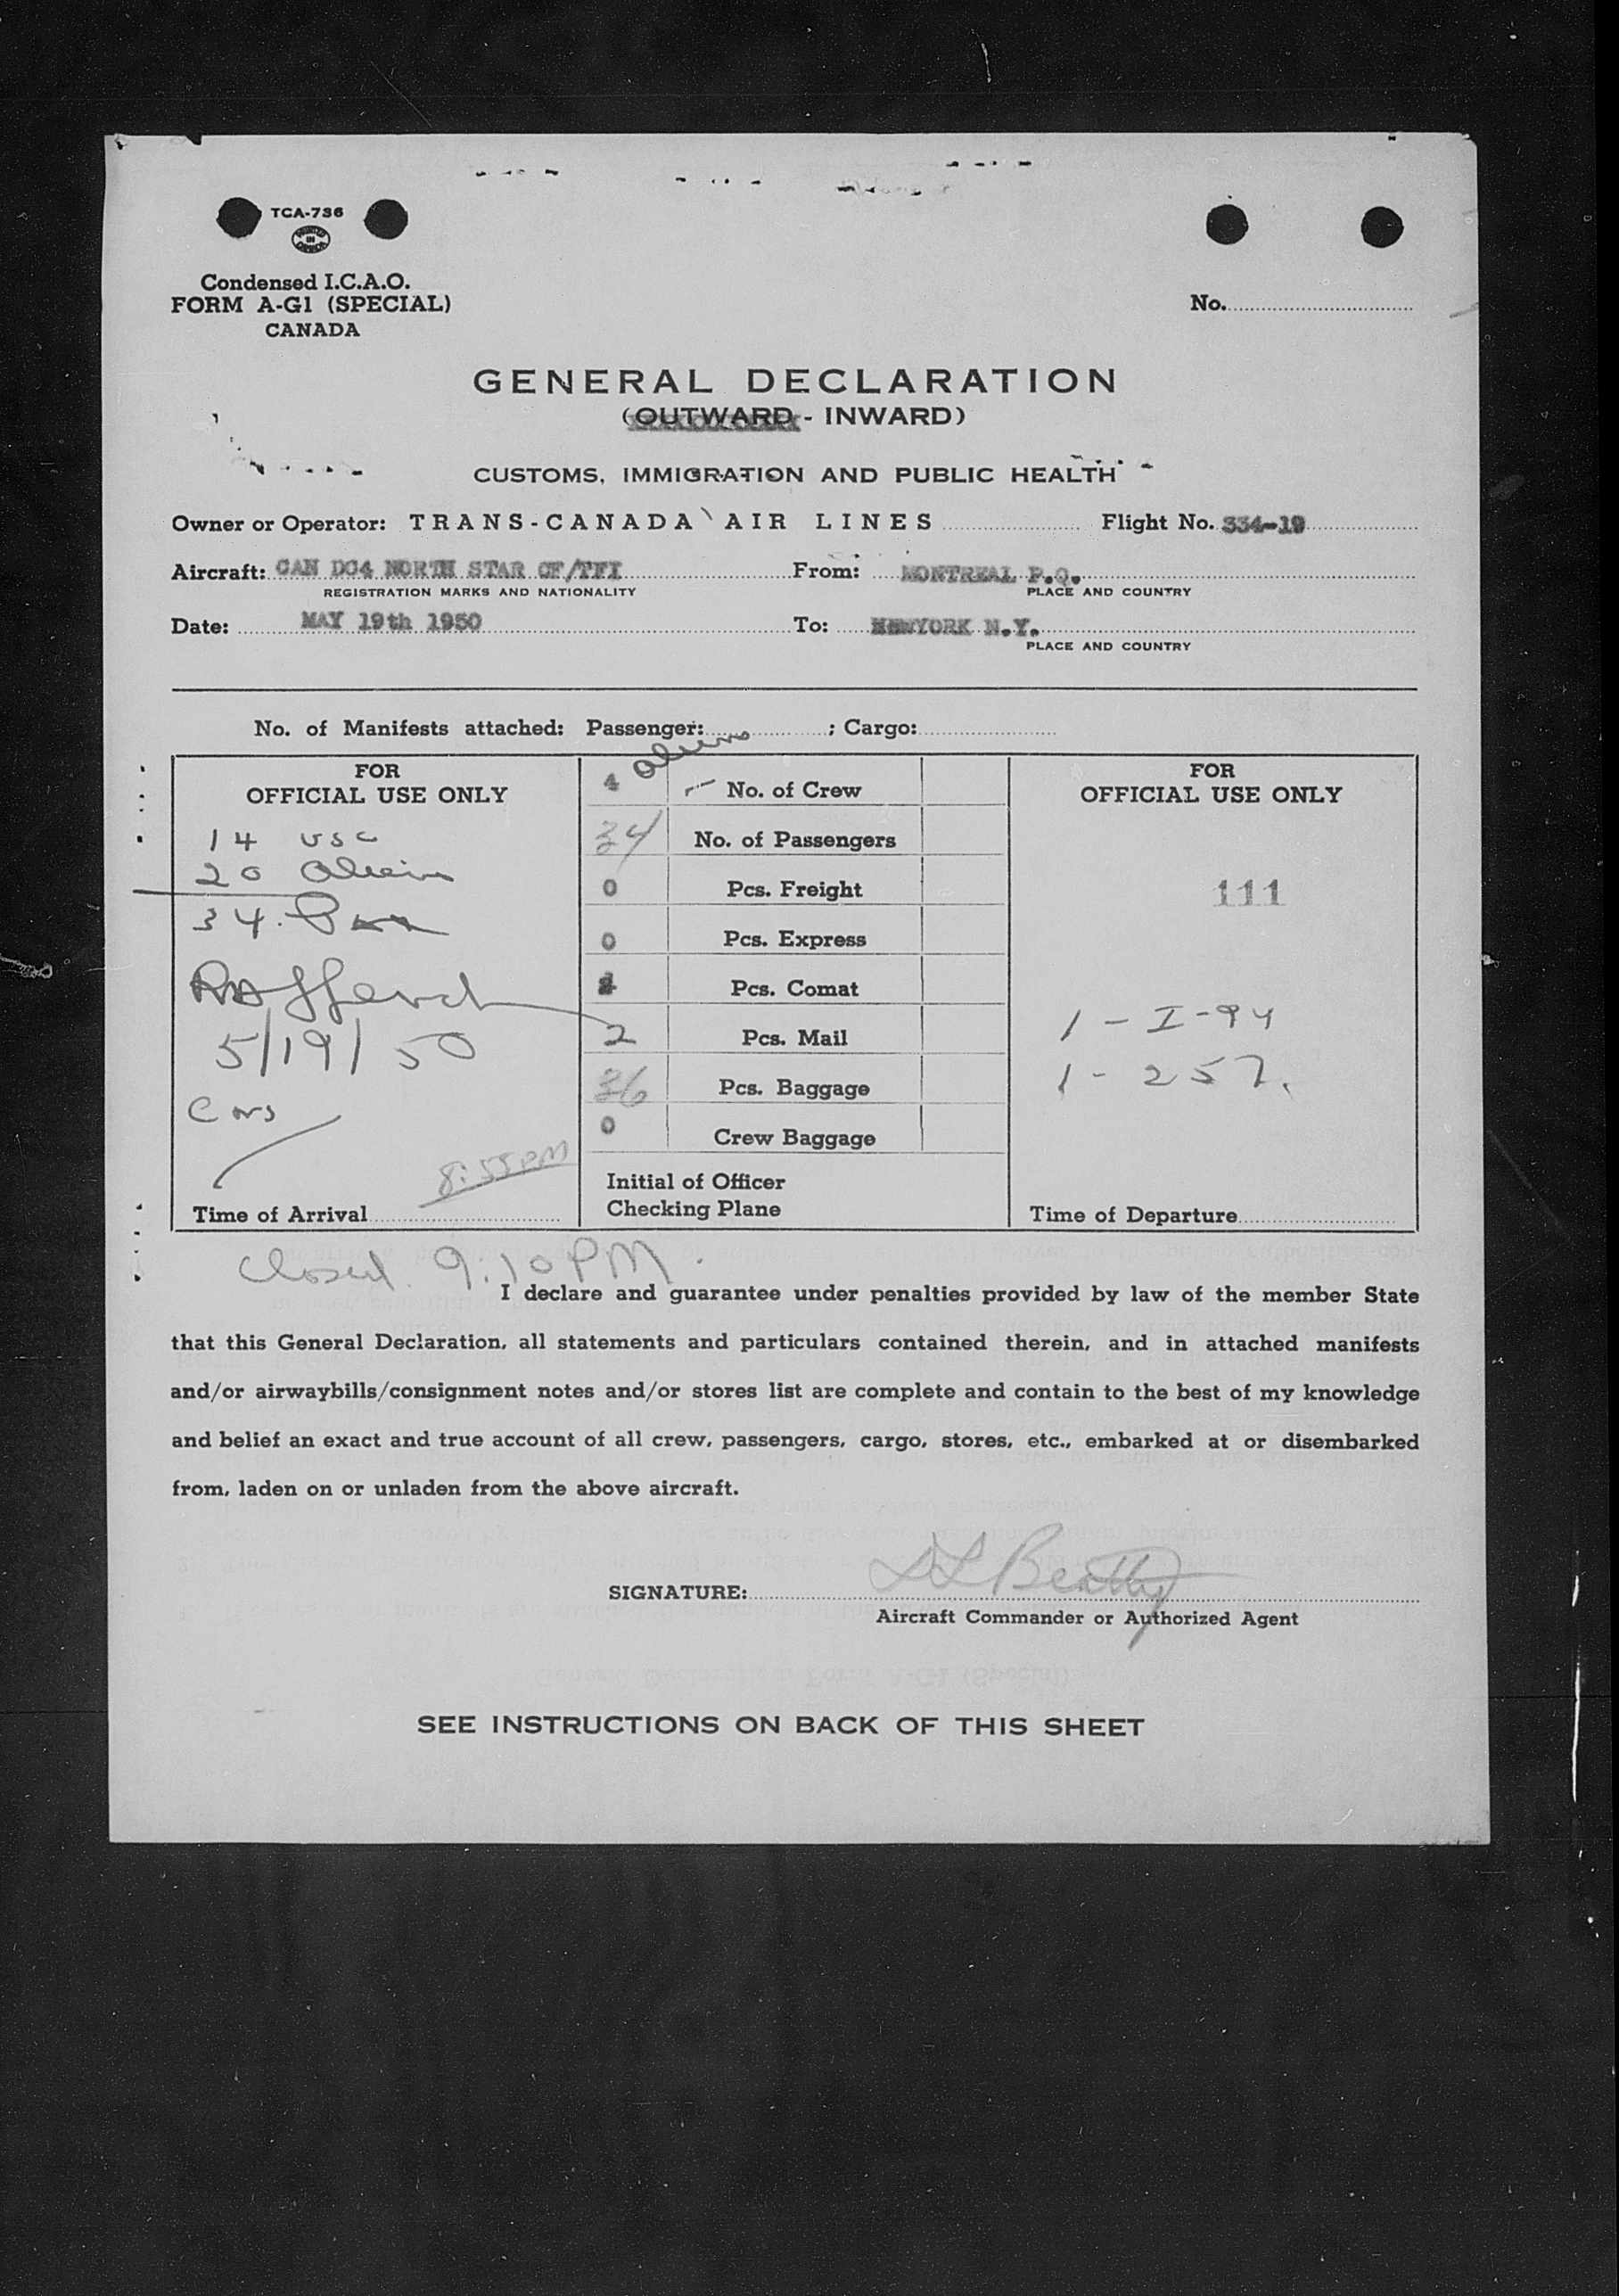 TCA-736
PRINTED IN CANADA
Condensed I.C.A.O.
FORM A-G1 (SPECIAL)
CANADA
No.
GENERAL DECLARATION
(OUTWARD - INWARD)
CUSTOMS, IMMIGRATION AND PUBLIC HEALTH
Owner or Operator: TRANS-CANADA AIR LINES Flight No. 334-19
Aircraft: CAN DC4 NORTH STAR CF/TFI From: MONTREAL P.Q.
REGISTRATION MARKS AND NATIONALITY PLACE AND COUNTRY
Date: MAY 19th 1950 To: NEWYORK N.Y.
PLACE AND COUNTRY
No. of Manifests attached: Passenger: ; Cargo:
FOR
OFFICIAL USE ONLY
14 USC
20 Aliens
34.
5/19/50
8:55PM
Time of Arrival
4 Aliens No. of Crew
34 No. of Passengers
0 Pcs. Freight
0 Pcs. Express
Pcs. Comat
2 Pcs. Mail
36 Pcs. Baggage
0 Crew Baggage
Initial of Officer
Checking Plane
FOR
OFFICIAL USE ONLY
111
1 - I-94
1 - 257.
Time of Departure
Closed 9:10 PM.
I declare and guarantee under penalties provided by law of the member State
that this General Declaration, all statements and particulars contained therein, and in attached manifests
and/or airwaybills/consignment notes and/or stores list are complete and contain to the best of my knowledge
and belief an exact and true account of all crew, passengers, cargo, stores, etc., embarked at or disembarked
from, laden on or unladen from the above aircraft.
SIGNATURE: Beatty
Aircraft Commander or Authorized Agent
SEE INSTRUCTIONS ON BACK OF THIS SHEET